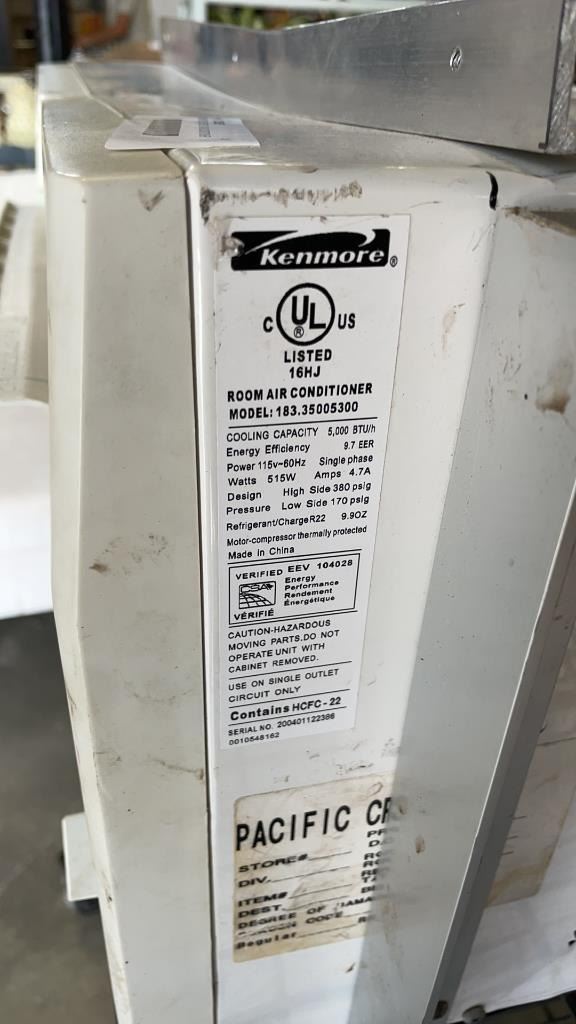 Kenmore ®
C UL ® US
LISTED
16HJ
ROOM AIR CONDITIONER
MODEL: 183.35005300
COOLING CAPACITY 5,000 BTU/h
Energy Efficiency 9.7 EER
Power 115v~60Hz Single phase
Watts 515W Amps 4.7A
Design High Side 380 psig
Pressure Low Side 170 psig
Refrigerant/Charge R22 9.9OZ
Motor-compressor thermally protected
Made in China
VERIFIED EEV 104028
Energy
Performance
Rendement
Énergétique
VÉRIFIÉ
CAUTION-HAZARDOUS
MOVING PARTS.DO NOT
OPERATE UNIT WITH
CABINET REMOVED.
USE ON SINGLE OUTLET
CIRCUIT ONLY
Contains HCFC-22
SERIAL NO. 200401122386
0010548162
PACIFIC
STORE#
DIV.
ITEM#
DEST.
DEGREE OF
CODE
Regular